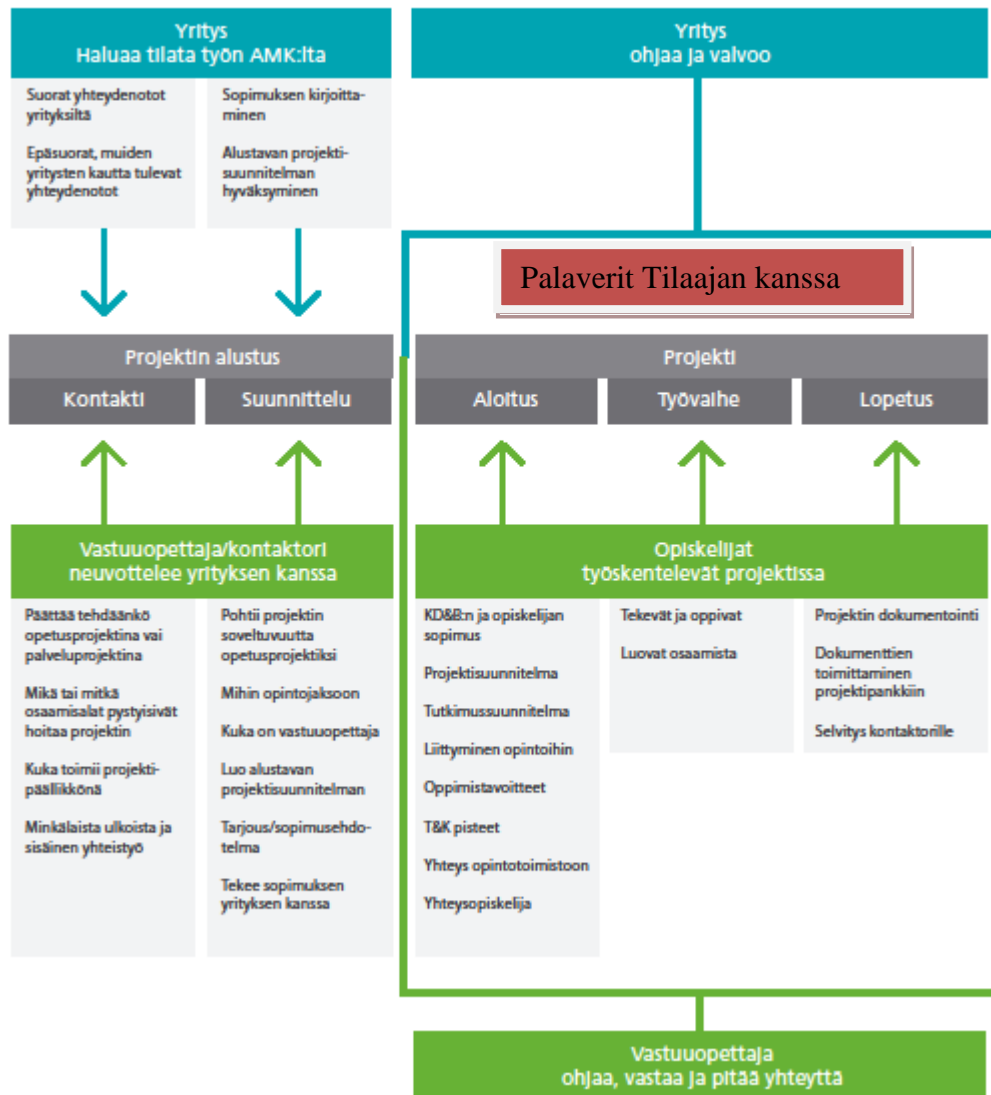 Yritys
Haluaa tilata työn AMK:lta
Suorat yhteydenotot
yrityksiltä
Epäsuorat, muiden
yritysten kautta tulevat
yhteydenotot
Sopimuksen kirjoitta-
minen
Alustavan projekti-
suunnitelman
hyväksyminen
Yritys
ohjaa ja valvoo
Palaverit Tilaajan kanssa
Projektin alustus
Kontakti
Suunnittelu
Projekti
Aloitus
Työvaihe
Lopetus
Vastuuopettaja/kontaktori
neuvottelee yrityksen kanssa
Päättää tehdäänkö
opetusprojektina vai
palveluprojektina
Mikä tai mitkä
osaamisalat pystyisivät
hoitaa projektin
Kuka toimii projekti-
päällikkönä
Minkälaista ulkoista ja
sisäinen yhteistyö
Pohtii projektin
soveltuvuutta
opetusprojektiksi
Mihin opintojaksoon
Kuka on vastuuopettaja
Luo alustavan
projektisuunnitelman
Tarjous/sopimusehdo-
telma
Tekee sopimuksen
yrityksen kanssa
Opiskelijat
työskentelevät projektissa
KD&B:n ja opiskelijan
sopimus
Projektisuunnitelma
Tutkimussuunnitelma
Liittyminen opintoihin
Oppimistavoitteet
T&K pisteet
Yhteys opintotoimistoon
Yhteysopiskelija
Tekevät ja oppivat
Luovat osaamista
Projektin dokumentointi
Dokumenttien
toimittaminen
projektipankkiin
Selvitys kontaktorille
Vastuuopettaja
ohjaa, vastaa ja pitää yhteyttä